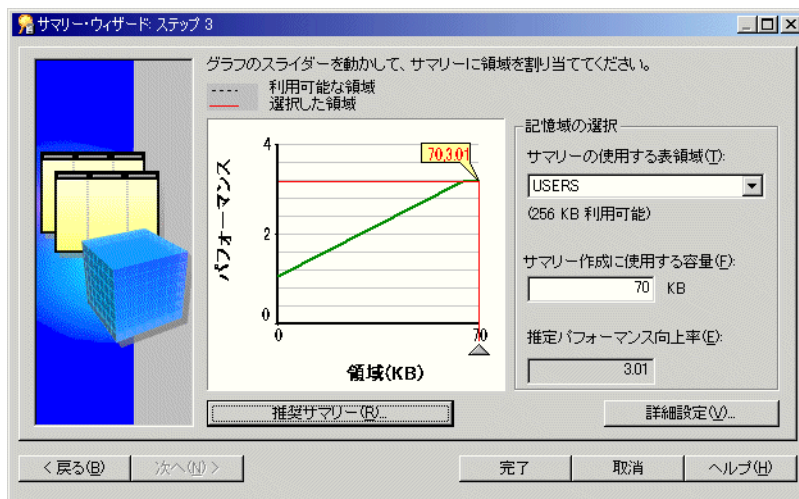 サマリー・ウィザード: ステップ 3
グラフのスライダーを動かして、サマリーに領域を割り当ててください。
利用可能な領域
選択した領域
パフォーマンス
4
2
0
70,3.01
0
70
領域(KB)
記憶域の選択
サマリーの使用する表領域(T):
USERS
(256 KB 利用可能)
サマリー作成に使用する容量(F):
70 KB
推定パフォーマンス向上率(E):
3.01
推奨サマリー(R)...
詳細設定(V)...
< 戻る(B)
次へ(N) >
完了
取消
ヘルプ(H)